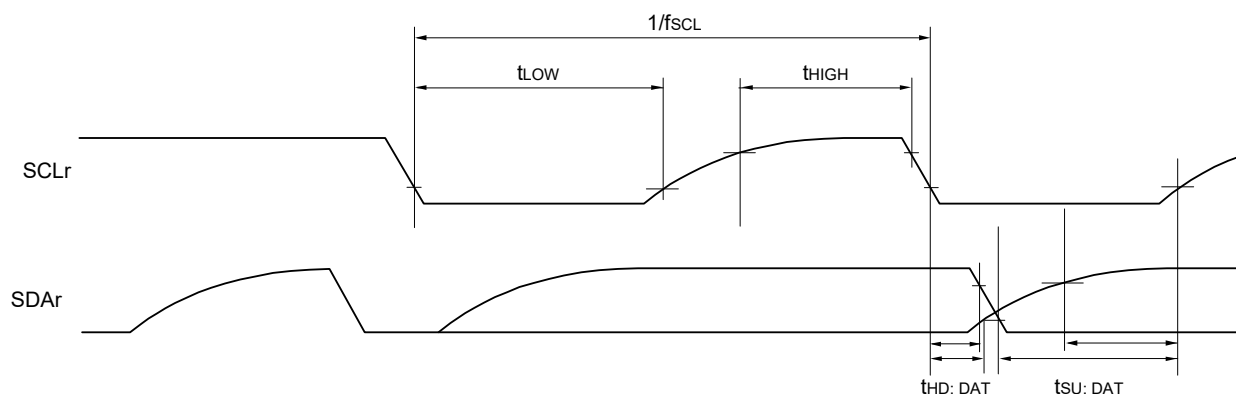 1/fSCL
tLOW
tHIGH
SCLr
SDAr
tHD: DAT
tSU: DAT